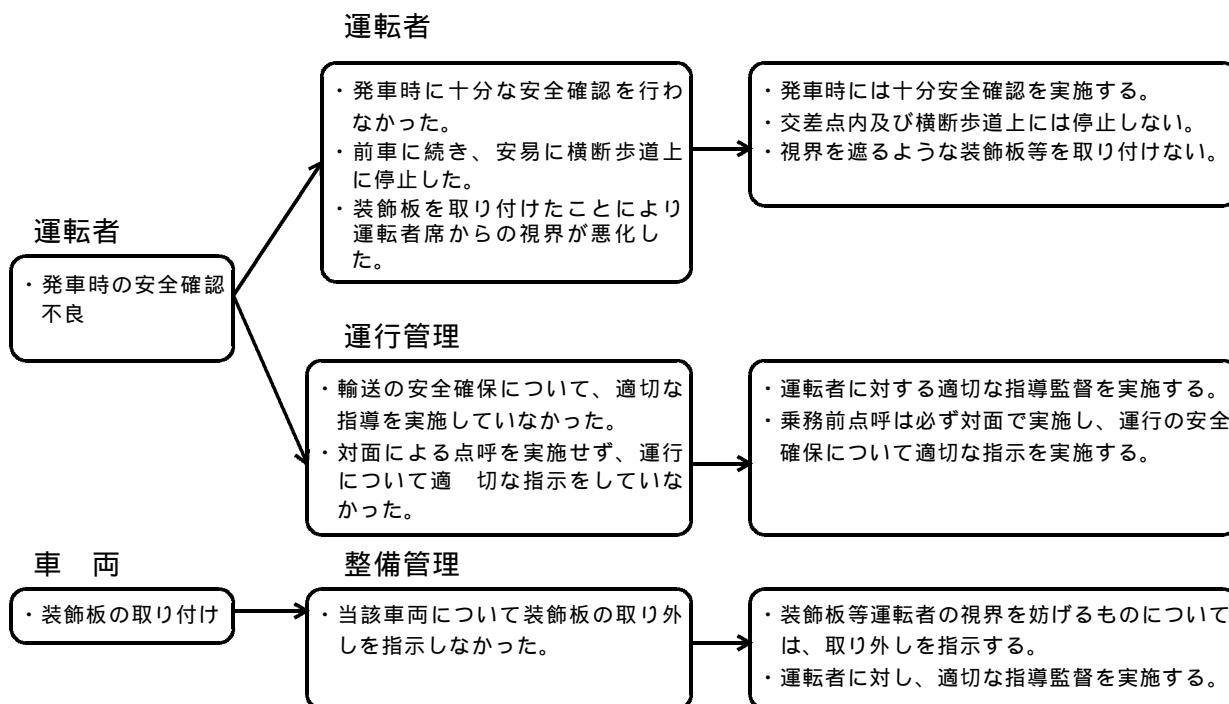 運転者
・発車時に十分な安全確認を行わ
なかった。
・前車に続き、安易に横断歩道上
に停止した。
・装飾板を取り付けたことにより
運転者席からの視界が悪化し
た。
・発車時には十分安全確認を実施する。
・交差点内及び横断歩道上には停止しない。
・視界を遮るような装飾板等を取り付けない。
運転者
・発車時の安全確認
不良
運行管理
・輸送の安全確保について、適切な
指導を実施していなかった。
・対面による点呼を実施せず、運行
について適　切な指示をしていな
かった。
・運転者に対する適切な指導監督を実施する。
・乗務前点呼は必ず対面で実施し、運行の安全
確保について適切な指示を実施する。
車　両
・装飾板の取り付け
整備管理
・当該車両について装飾板の取り外
しを指示しなかった。
・装飾板等運転者の視界を妨げるものについて
は、取り外しを指示する。
・運転者に対し、適切な指導監督を実施する。